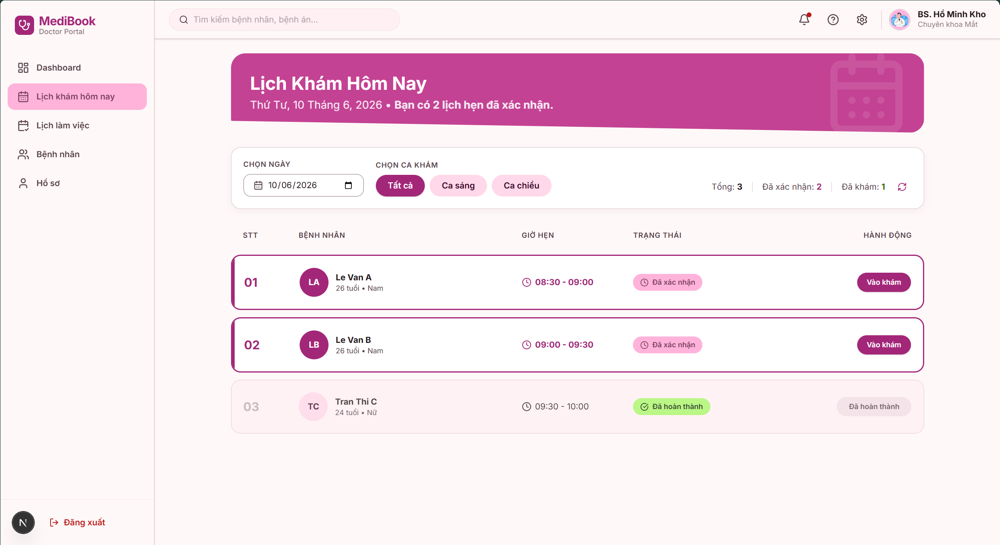 MediBook
Doctor Portal
Dashboard
Lịch khám hôm nay
Lịch làm việc
Bệnh nhân
Hồ sơ
N
Đăng xuất
Tìm kiếm bệnh nhân, bệnh án...
BS. Hồ Minh Kho
Chuyên khoa Mắt
Lịch Khám Hôm Nay
Thứ Tư, 10 Tháng 6, 2026 • Bạn có 2 lịch hẹn đã xác nhận.
CHỌN NGÀY
10/06/2026
CHỌN CA KHÁM
Tất cả
Ca sáng
Ca chiều
Tổng: 3
Đã xác nhận: 2
Đã khám: 1
STT BỆNH NHÂN GIỜ HẸN TRẠNG THÁI HÀNH ĐỘNG
01 LA Le Van A 08:30 - 09:00 Đã xác nhận Vào khám
26 tuổi • Nam
02 LB Le Van B 09:00 - 09:30 Đã xác nhận Vào khám
26 tuổi • Nam
03 TC Tran Thi C 09:30 - 10:00 Đã hoàn thành Đã hoàn thành
24 tuổi • Nữ